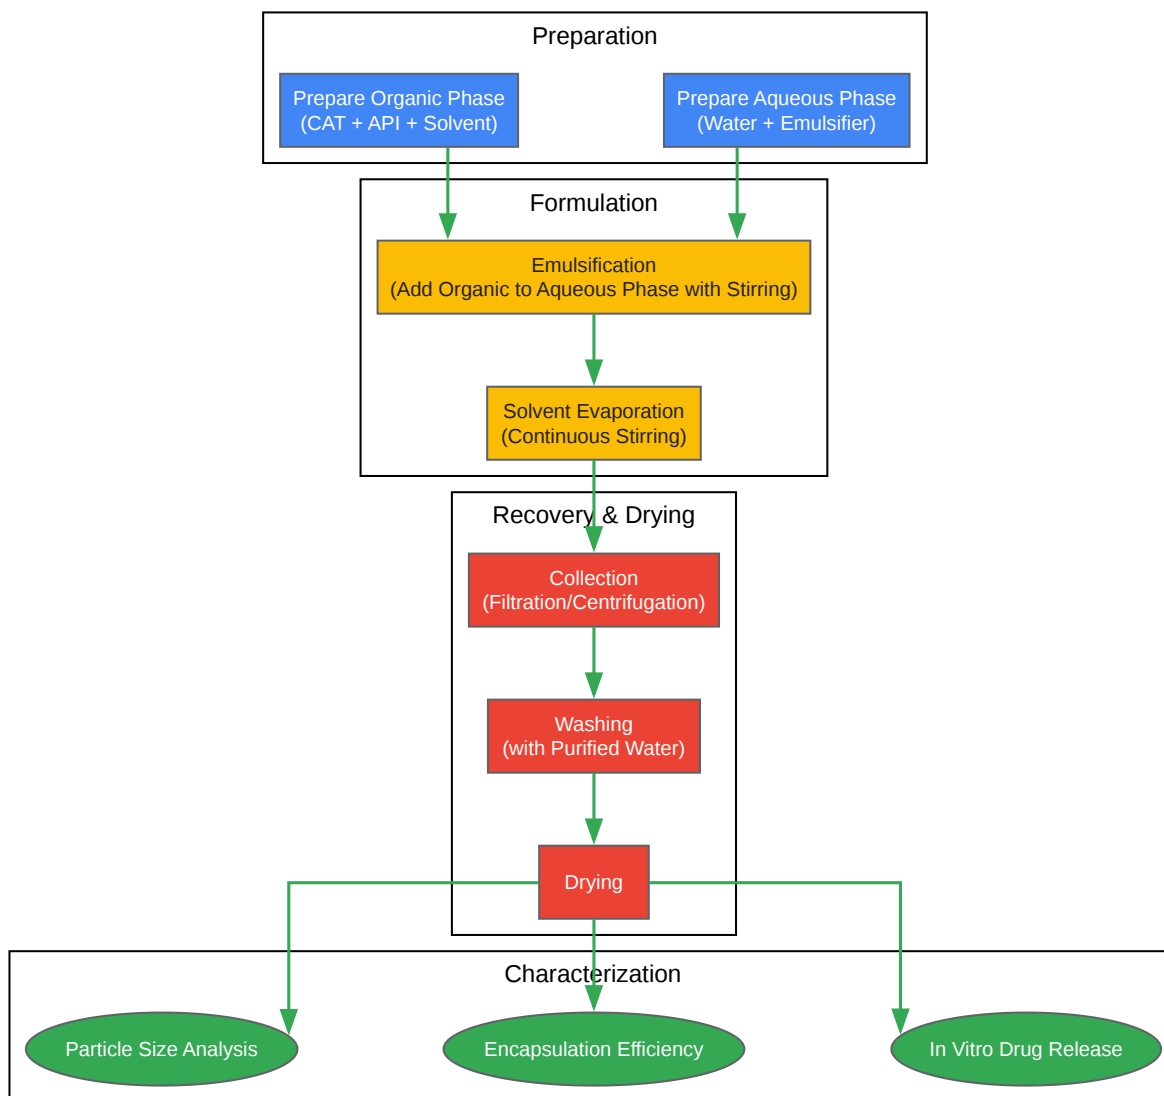 Preparation
Prepare Organic Phase
(CAT + API + Solvent)
Prepare Aqueous Phase
(Water + Emulsifier)
Formulation
Emulsification
(Add Organic to Aqueous Phase with Stirring)
Solvent Evaporation
(Continuous Stirring)
Recovery & Drying
Collection
(Filtration/Centrifugation)
Washing
(with Purified Water)
Drying
Characterization
Particle Size Analysis
Encapsulation Efficiency
In Vitro Drug Release